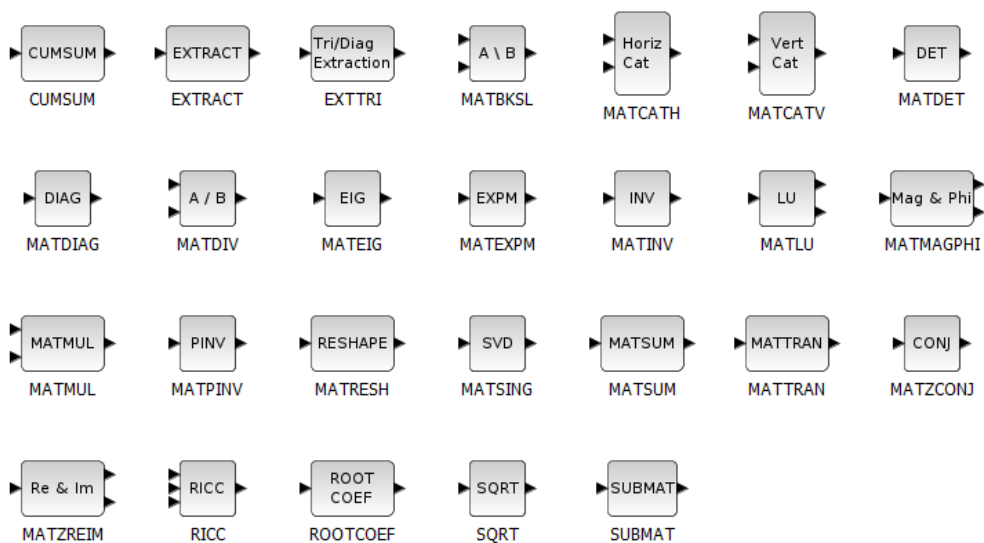 CUMSUM EXTRACT Tri/Diag Extraction A \ B Horiz Cat Vert Cat DET
CUMSUM EXTRACT EXTTRI MATBKSL MATCATH MATCATV MATDET
DIAG A / B EIG EXPM INV LU Mag & Phi
MATDIAG MATDIV MATEIG MATEXPM MATINV MATLU MATMAGPHI
MATMUL PINV RESHAPE SVD MATSUM MATTRAN CONJ
MATMUL MATPINV MATRESH MATSING MATSUM MATTRAN MATZCONJ
Re & Im RICC ROOT COEF SQRT SUBMAT
MATZREIM RICC ROOTCOEF SQRT SUBMAT